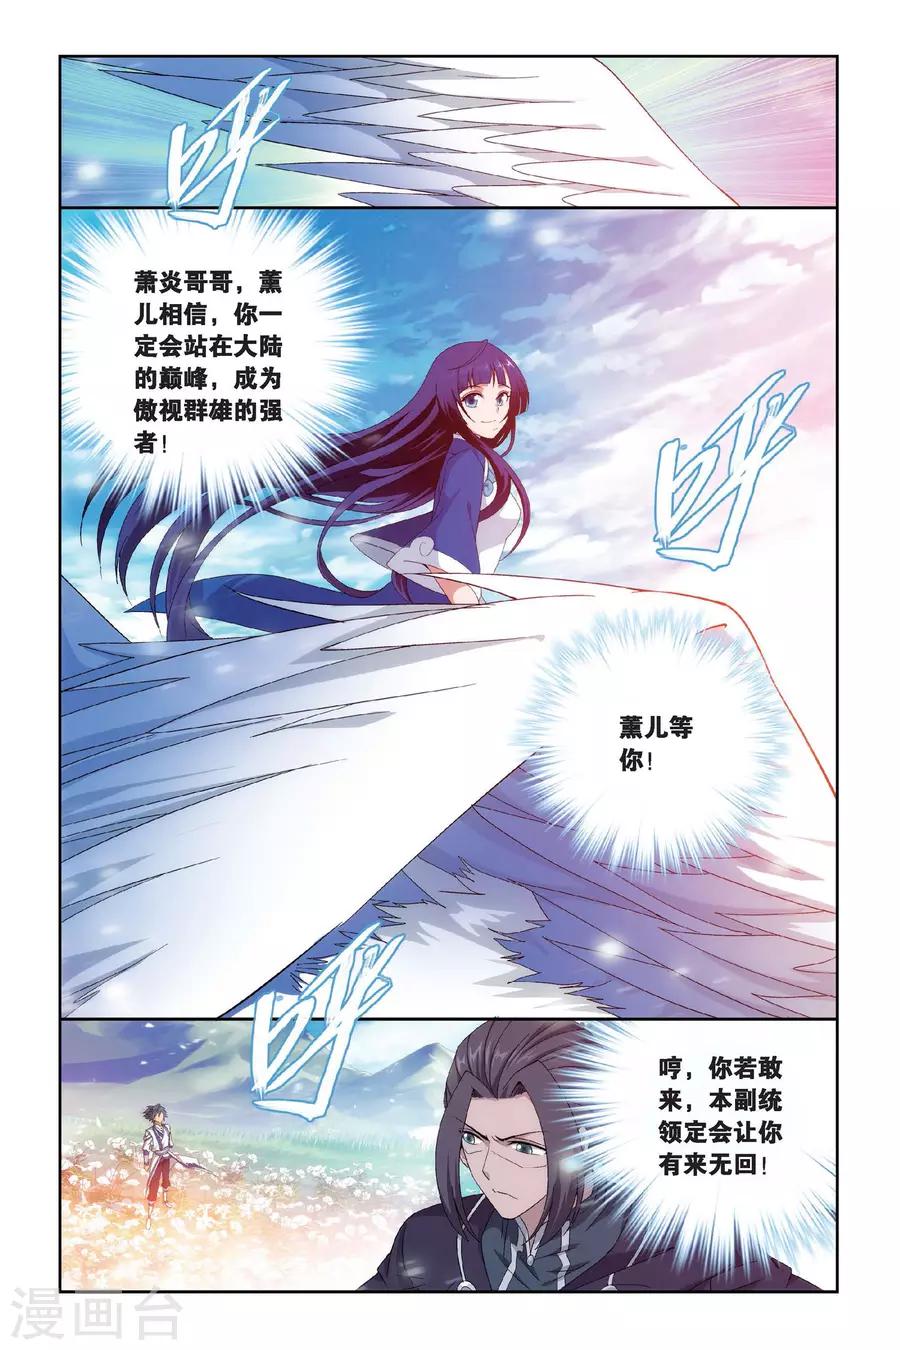 呼
萧炎哥哥，薰
儿相信，你一
定会站在大陆
的巅峰，成为
傲视群雄的强
者！
呼
薰儿等
你！
呼
哼，你若敢
来，本副统
领定会让你
有来无回！
漫画台